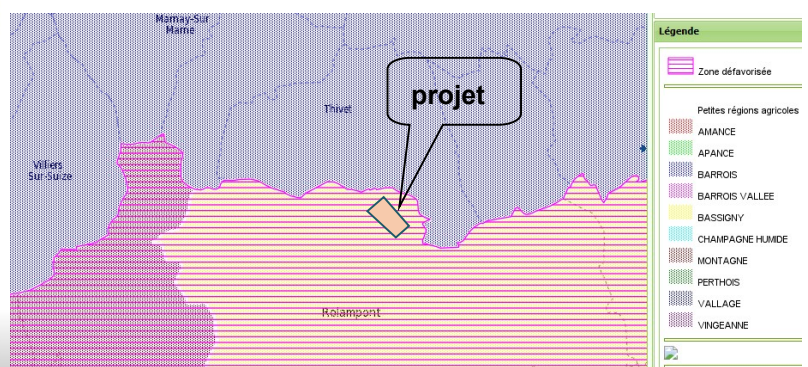 Marnay-Sur
Marne
Thivet
projet
Villiers
Sur-Suize
Rolampont
Légende
Zone défavorisée
Petites régions agricoles
AMANCE
APANCE
BARROIS
BARROIS VALLEE
BASSIGNY
CHAMPAGNE HUMIDE
MONTAGNE
PERTHOIS
VALLAGE
VINGEANNE